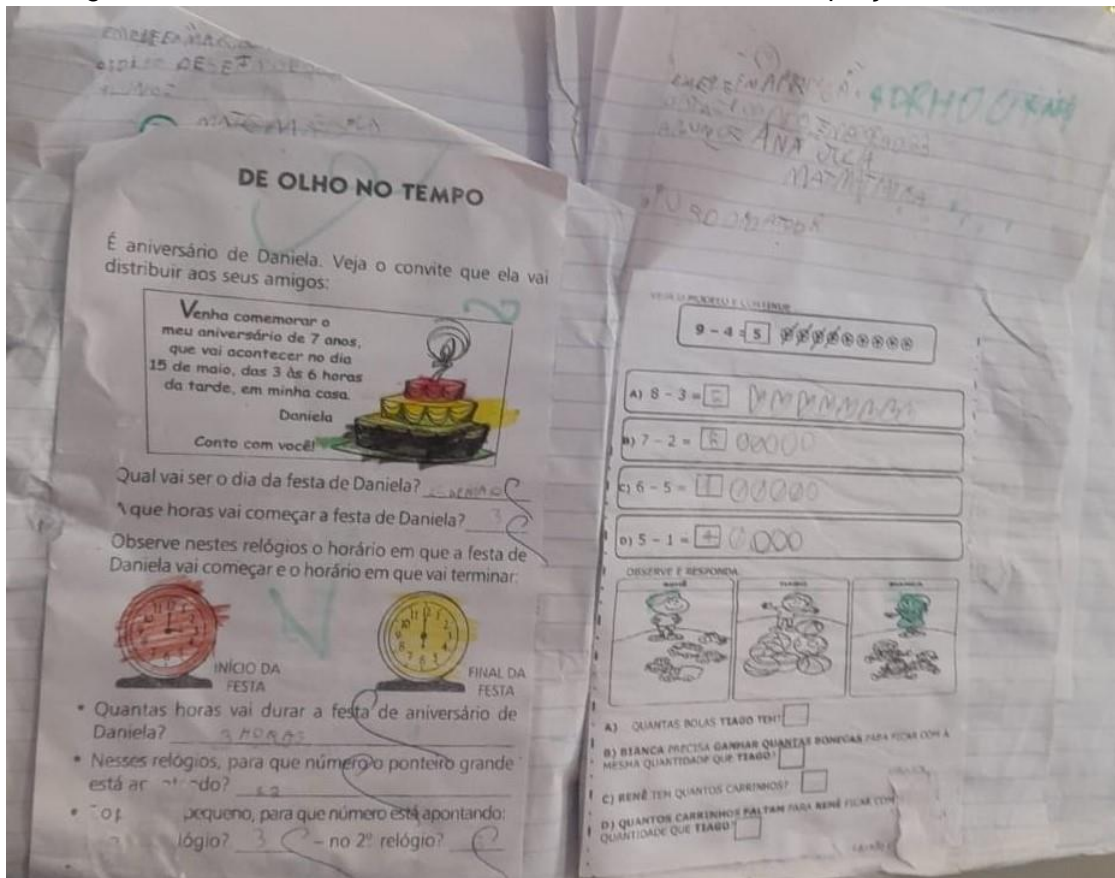 MATEMÁTICA
DE OLHO NO TEMPO
É aniversário de Daniela. Veja o convite que ela vai
distribuir aos seus amigos:
Venha comemorar o
meu aniversário de 7 anos,
que vai acontecer no dia
15 de maio, das 3 às 6 horas
da tarde, em minha casa.
Daniela
Conto com você!
Qual vai ser o dia da festa de Daniela?
A que horas vai começar a festa de Daniela? 3
Observe nestes relógios o horário em que a festa de
Daniela vai começar e o horário em que vai terminar:
INÍCIO DA
FESTA
FINAL DA
FESTA
• Quantas horas vai durar a festa de aniversário de
Daniela? 3 HORAS
• Nesses relógios, para que número o ponteiro grande
está
pequeno, para que número está apontando:
3 – no 2º relógio?
ANA
VEJA O MODELO E CONTINUE
9 - 4 = 5
A) 8 - 3 =
B) 7 - 2 =
C) 6 - 5 = 1
D) 5 - 1 = 4
OBSERVE E RESPONDA
RENÊ TIAGO BIANCA
A) QUANTAS BOLAS TIAGO TEM?
B) BIANCA PRECISA GANHAR QUANTAS BONECAS PARA FICAR COM A
MESMA QUANTIDADE QUE TIAGO?
C) RENÊ TEM QUANTOS CARRINHOS?
D) QUANTOS CARRINHOS FALTAM PARA RENÊ FICAR COM
QUANTIDADE QUE TIAGO?